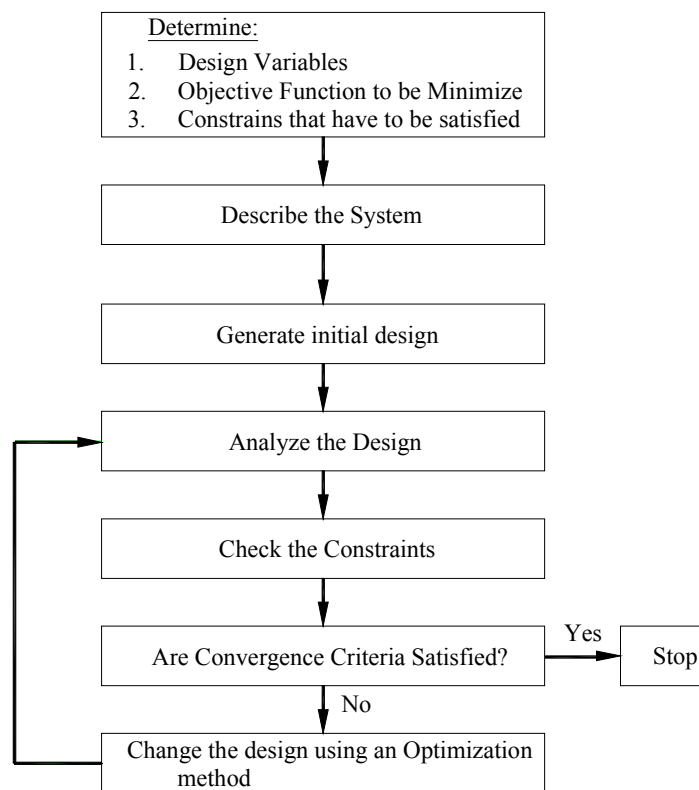 Determine:
1. Design Variables
2. Objective Function to be Minimize
3. Constrains that have to be satisfied
Describe the System
Generate initial design
Analyze the Design
Check the Constraints
Are Convergence Criteria Satisfied?
Yes
Stop
No
Change the design using an Optimization
method